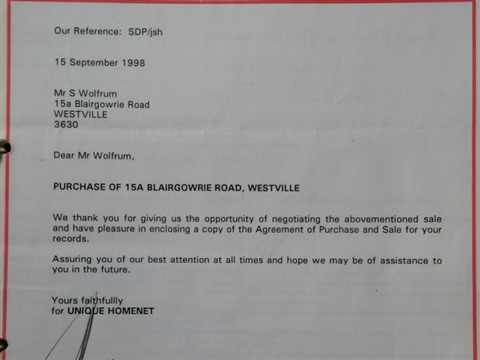 Our Reference: SDP/jsh
15 September 1998
Mr S Wolfrum
15a Blairgowrie Road
WESTVILLE
3630
Dear Mr Wolfrum,
PURCHASE OF 15A BLAIRGOWRIE ROAD, WESTVILLE
We thank you for giving us the opportunity of negotiating the abovementioned sale
and have pleasure in enclosing a copy of the Agreement of Purchase and Sale for your
records.
Assuring you of our best attention at all times and hope we may be of assistance to
you in the future.
Yours faithfullly
for UNIQUE HOMENET